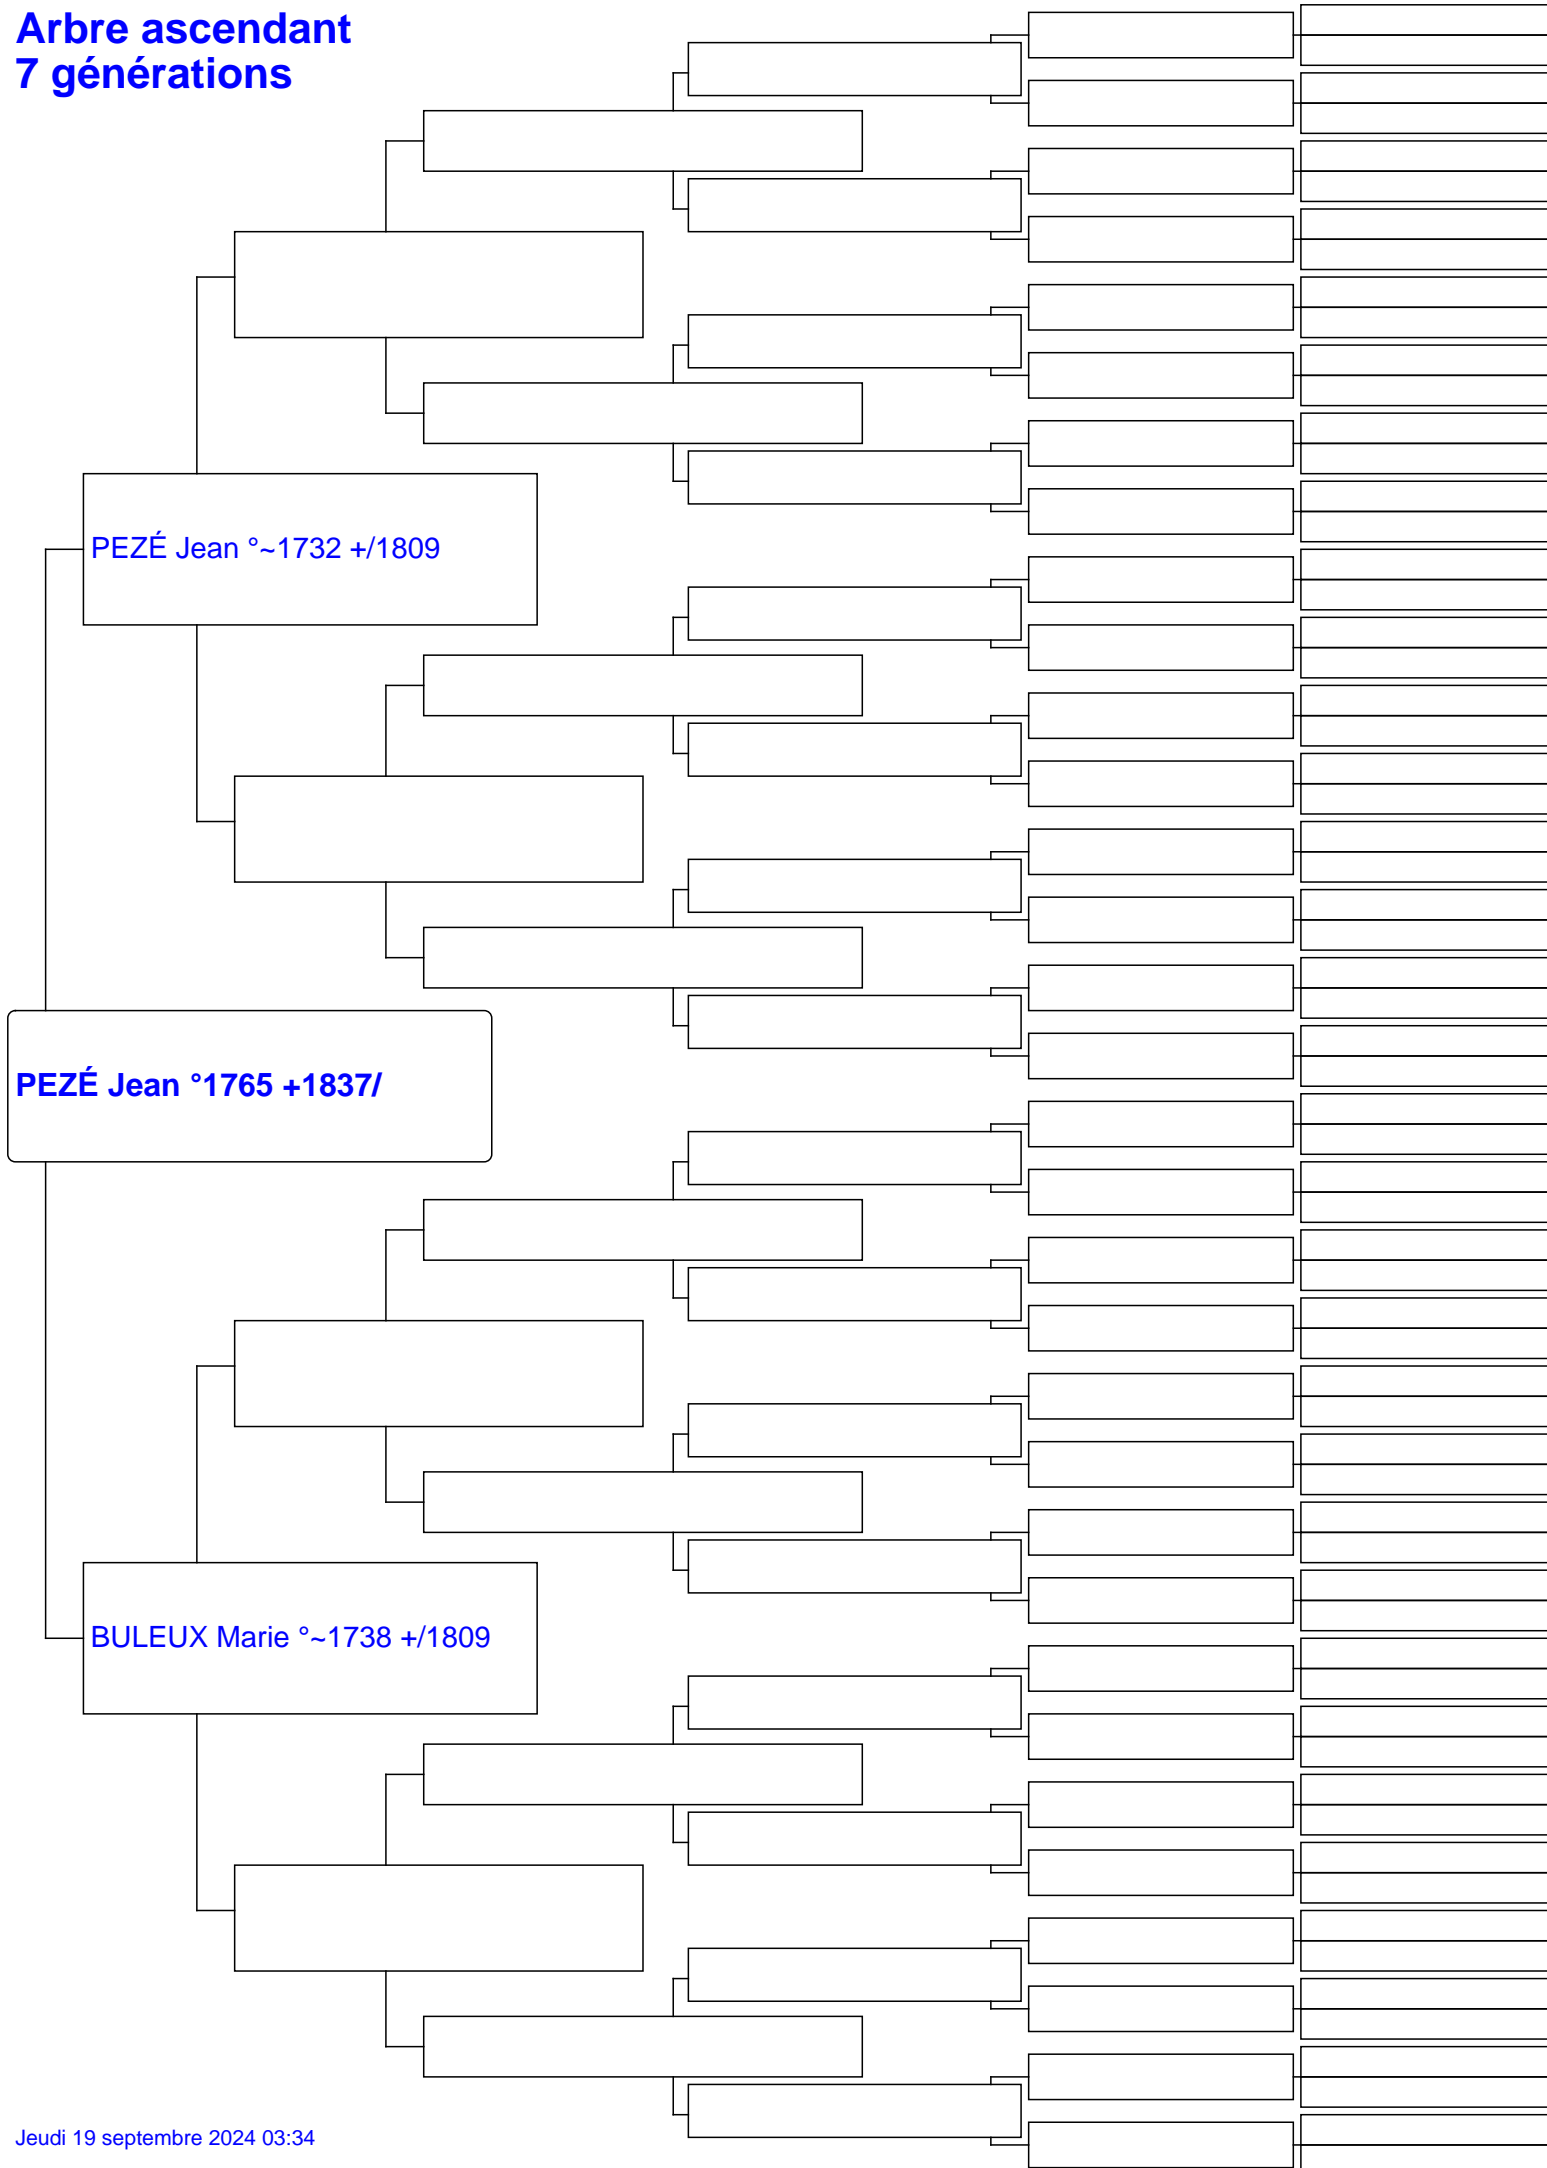 Arbre ascendant
7 générations
PEZÉ Jean °~1732 +/1809
PEZÉ Jean °1765 +1837/
BULEUX Marie °~1738 +/1809
Jeudi 19 septembre 2024 03:34